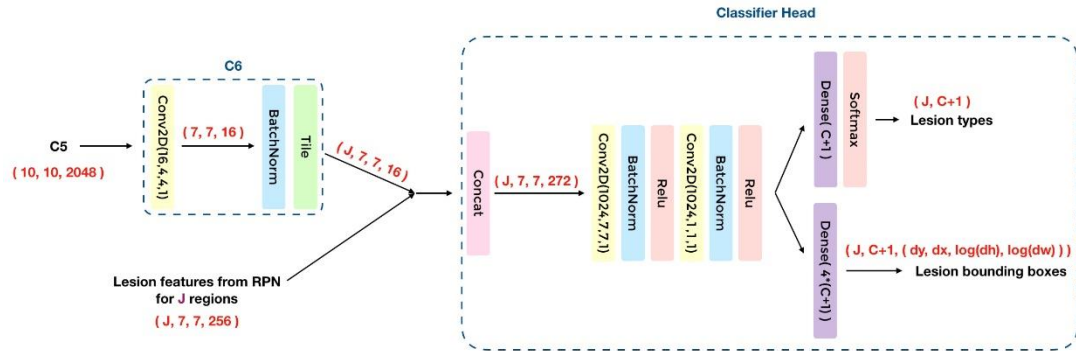 Classifier Head
C6
C5
( 10, 10, 2048)
Conv2D(16,4,4,1)
( 7, 7, 16)
BatchNorm
Tile
( J, 7, 7, 16)
Lesion features from RPN
for J regions
( J, 7, 7, 256)
Concat
( J, 7, 7, 272)
Conv2D(1024,7,7,1)
BatchNorm
Relu
Conv2D(1024,1,1,1)
BatchNorm
Relu
Dense( C+1 )
Softmax
( J, C+1 )
Lesion types
Dense( 4*(C+1) )
( J, C+1, ( dy, dx, log(dh), log(dw) ) )
Lesion bounding boxes